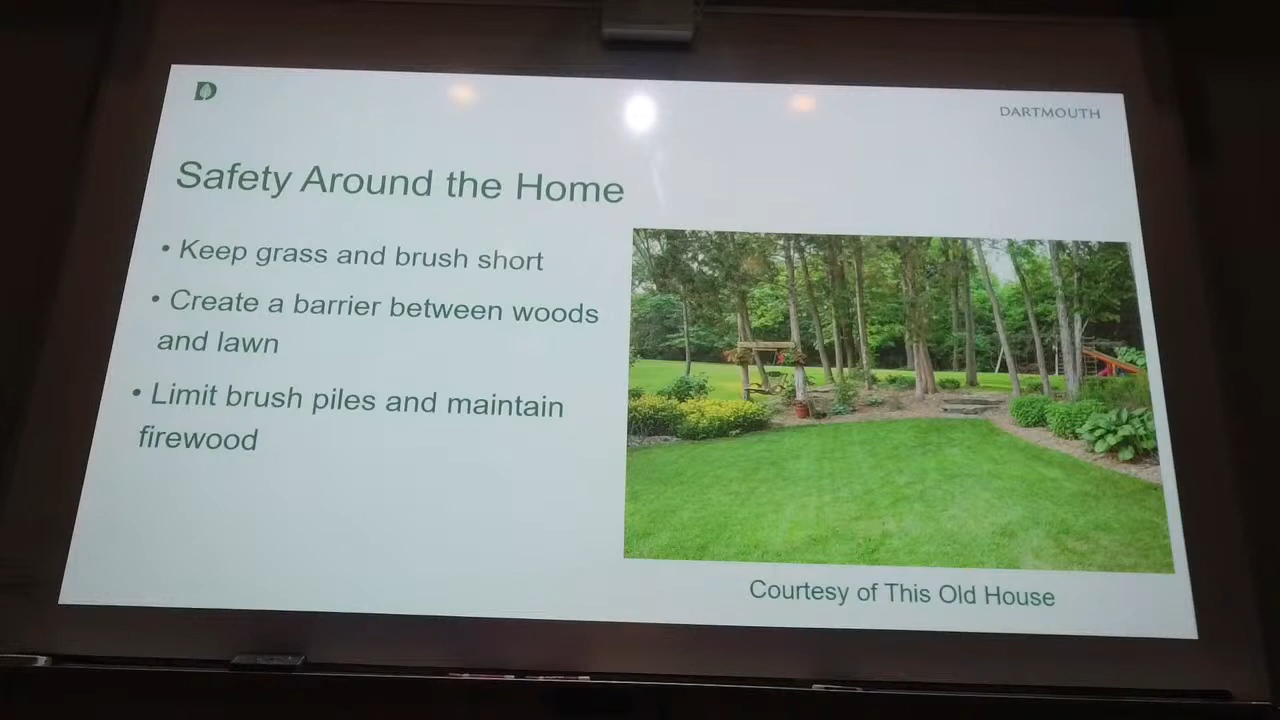 D
DARTMOUTH
Safety Around the Home
• Keep grass and brush short
• Create a barrier between woods
and lawn
• Limit brush piles and maintain
firewood
Courtesy of This Old House